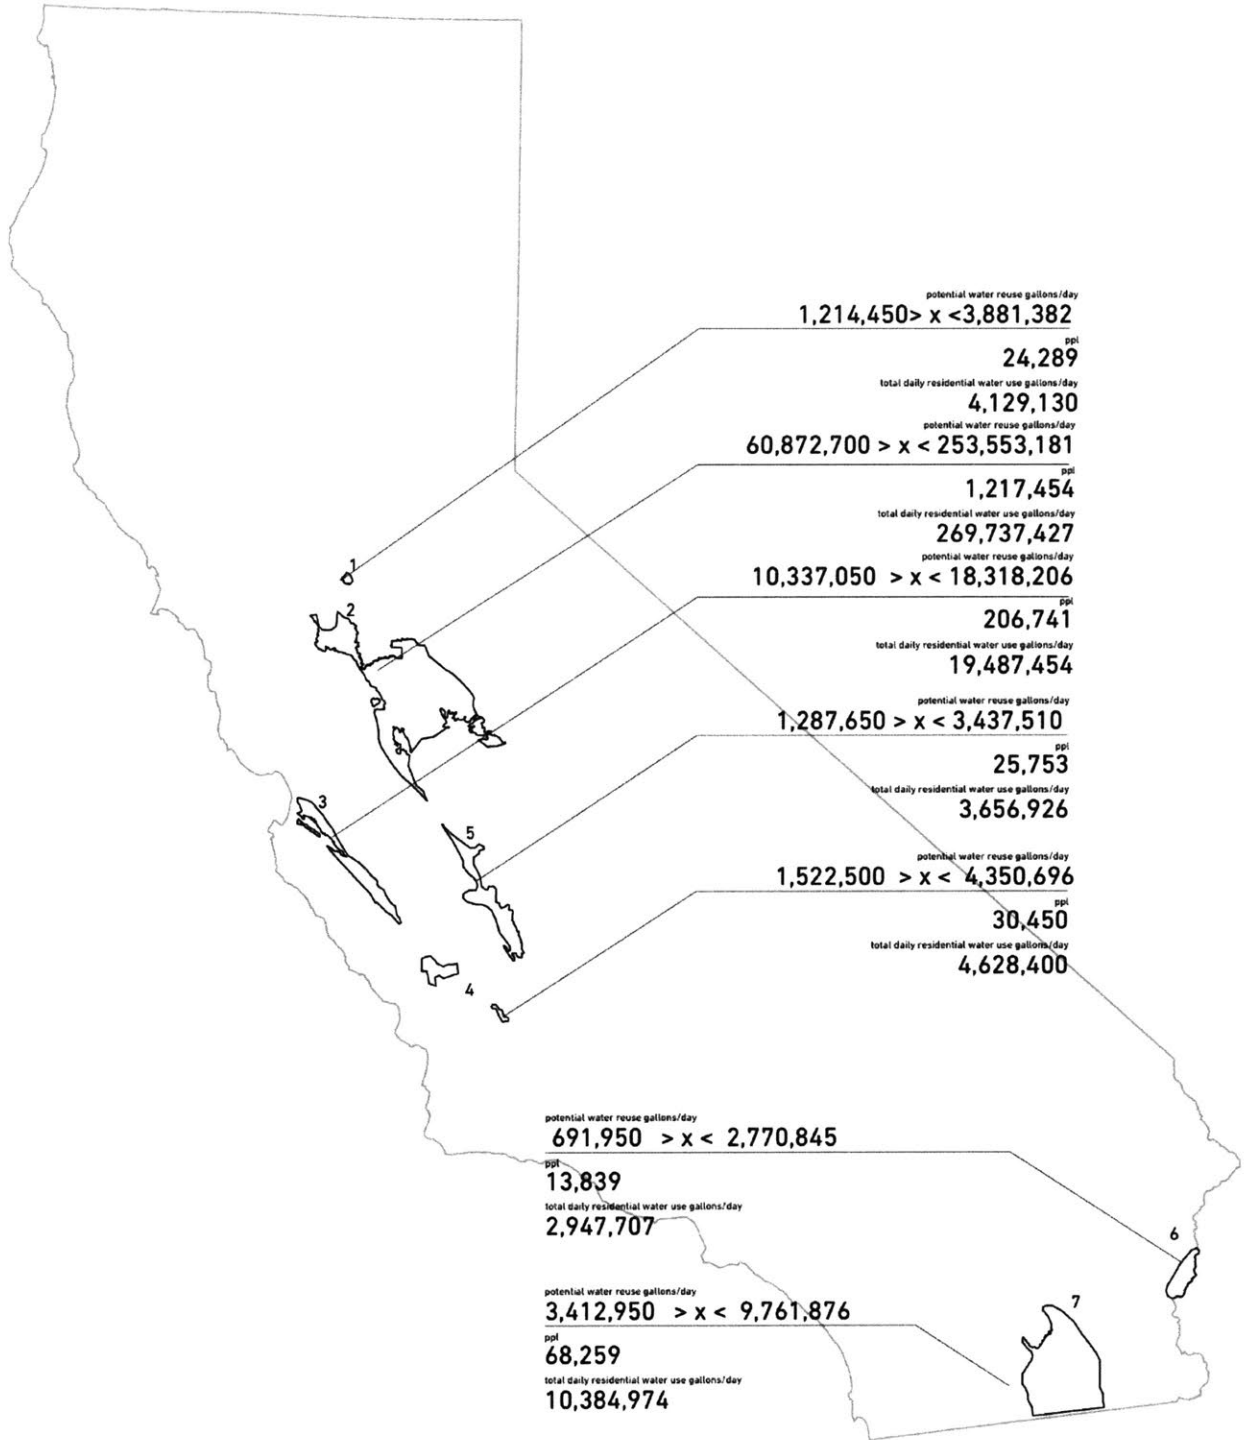 potential water reuse gallons/day
1,214,450> x <3,881,382
ppl
24,289
total daily residential water use gallons/day
4,129,130
potential water reuse gallons/day
60,872,700 > x < 253,553,181
ppl
1,217,454
total daily residential water use gallons/day
269,737,427
potential water reuse gallons/day
10,337,050 > x < 18,318,206
ppl
206,741
total daily residential water use gallons/day
19,487,454
potential water reuse gallons/day
1,287,650 > x < 3,437,510
ppl
25,753
total daily residential water use gallons/day
3,656,926
potential water reuse gallons/day
1,522,500 > x < 4,350,696
ppl
30,450
total daily residential water use gallons/day
4,628,400
1
2
3
5
4
potential water reuse gallons/day
691,950 > x < 2,770,845
ppl
13,839
total daily residential water use gallons/day
2,947,707
6
potential water reuse gallons/day
3,412,950 > x < 9,761,876
ppl
68,259
total daily residential water use gallons/day
10,384,974
7